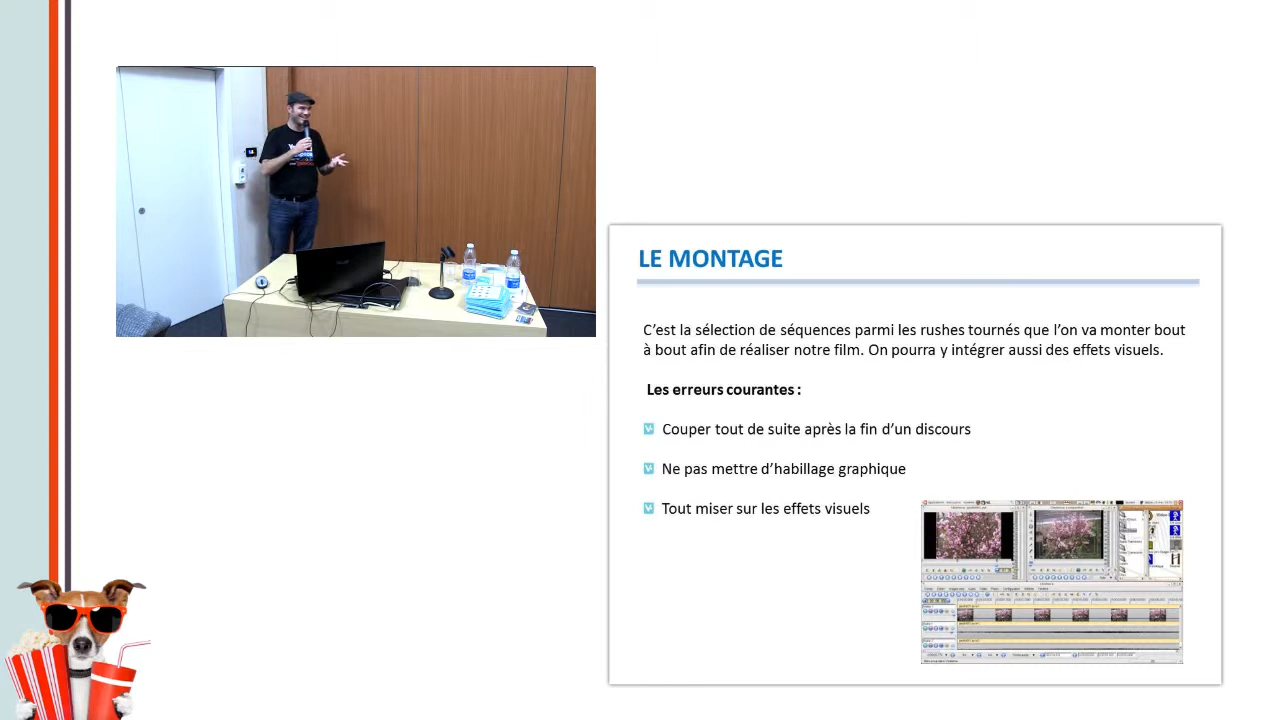 LE MONTAGE
C'est la sélection de séquences parmi les rushes tournés que l'on va monter bout
à bout afin de réaliser notre film. On pourra y intégrer aussi des effets visuels.
Les erreurs courantes :
Couper tout de suite après la fin d'un discours
Ne pas mettre d'habillage graphique
Tout miser sur les effets visuels